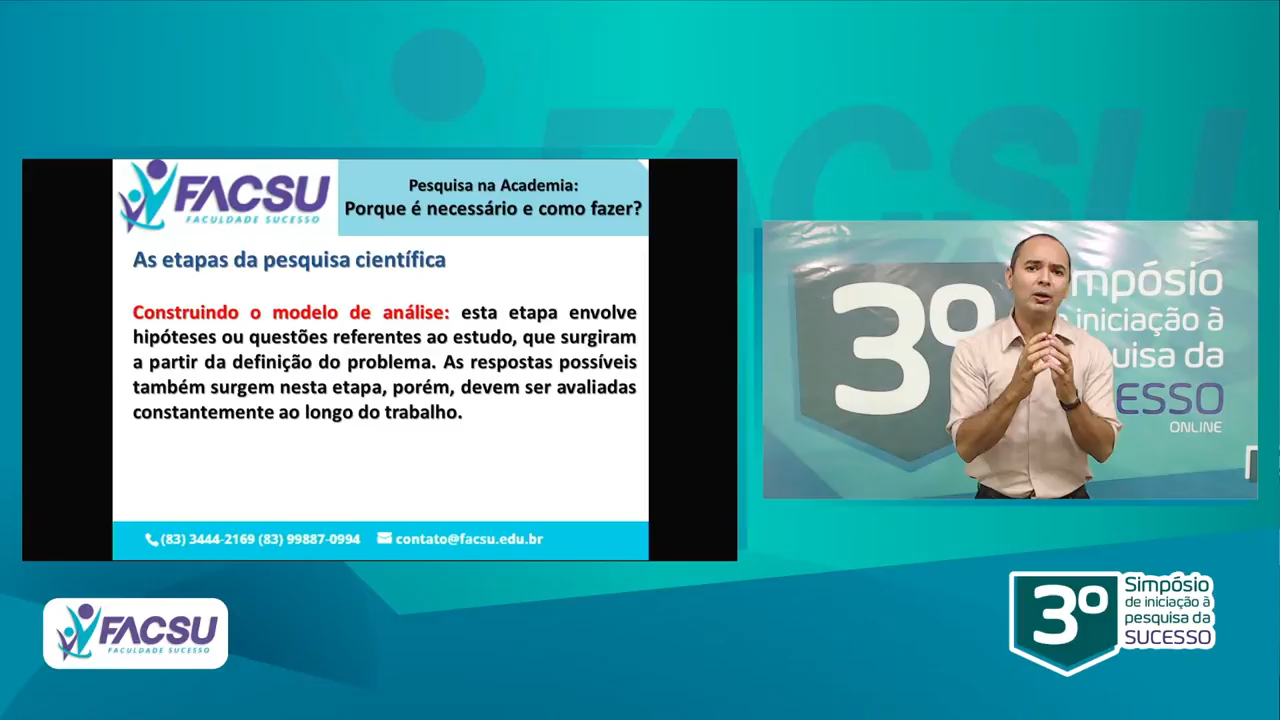 FACSU
FACSU
FACULDADE SUCESSO
Pesquisa na Academia:
Porque é necessário e como fazer?
As etapas da pesquisa científica
Construindo o modelo de análise: esta etapa envolve
hipóteses ou questões referentes ao estudo, que surgiram
a partir da definição do problema. As respostas possíveis
também surgem nesta etapa, porém, devem ser avaliadas
constantemente ao longo do trabalho.
(83) 3444-2169 (83) 99887-0994 contato@facsu.edu.br
3º
impósio
e iniciação à
squisa da
ESSO
ONLINE
FACSU
FACULDADE SUCESSO
3º
Simpósio
de iniciação à
pesquisa da
SUCESSO